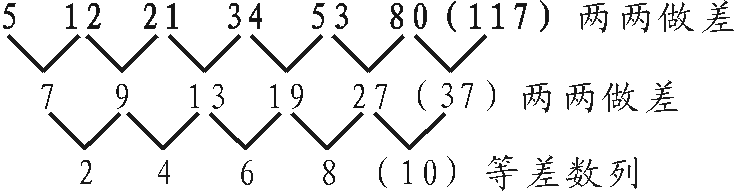 5 12 21 34 53 80 (117) 两两做差
7 9 13 19 27 (37) 两两做差
2 4 6 8 (10) 等差数列